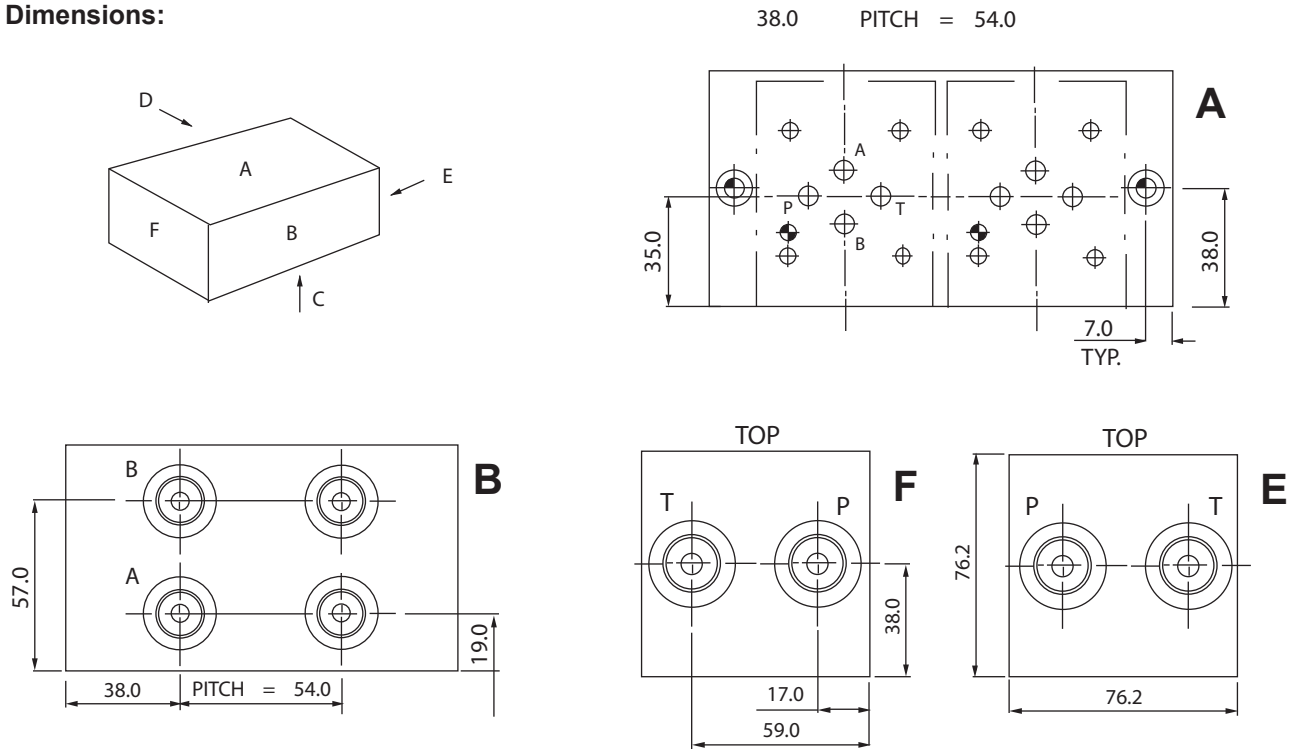 Dimensions:
38.0 PITCH = 54.0
D
A
E
F
B
C
A
A
P
T
B
35.0
38.0
7.0
TYP.
B
B
A
57.0
19.0
38.0 PITCH = 54.0
TOP
F
T
P
38.0
17.0
59.0
TOP
E
P
T
76.2
76.2